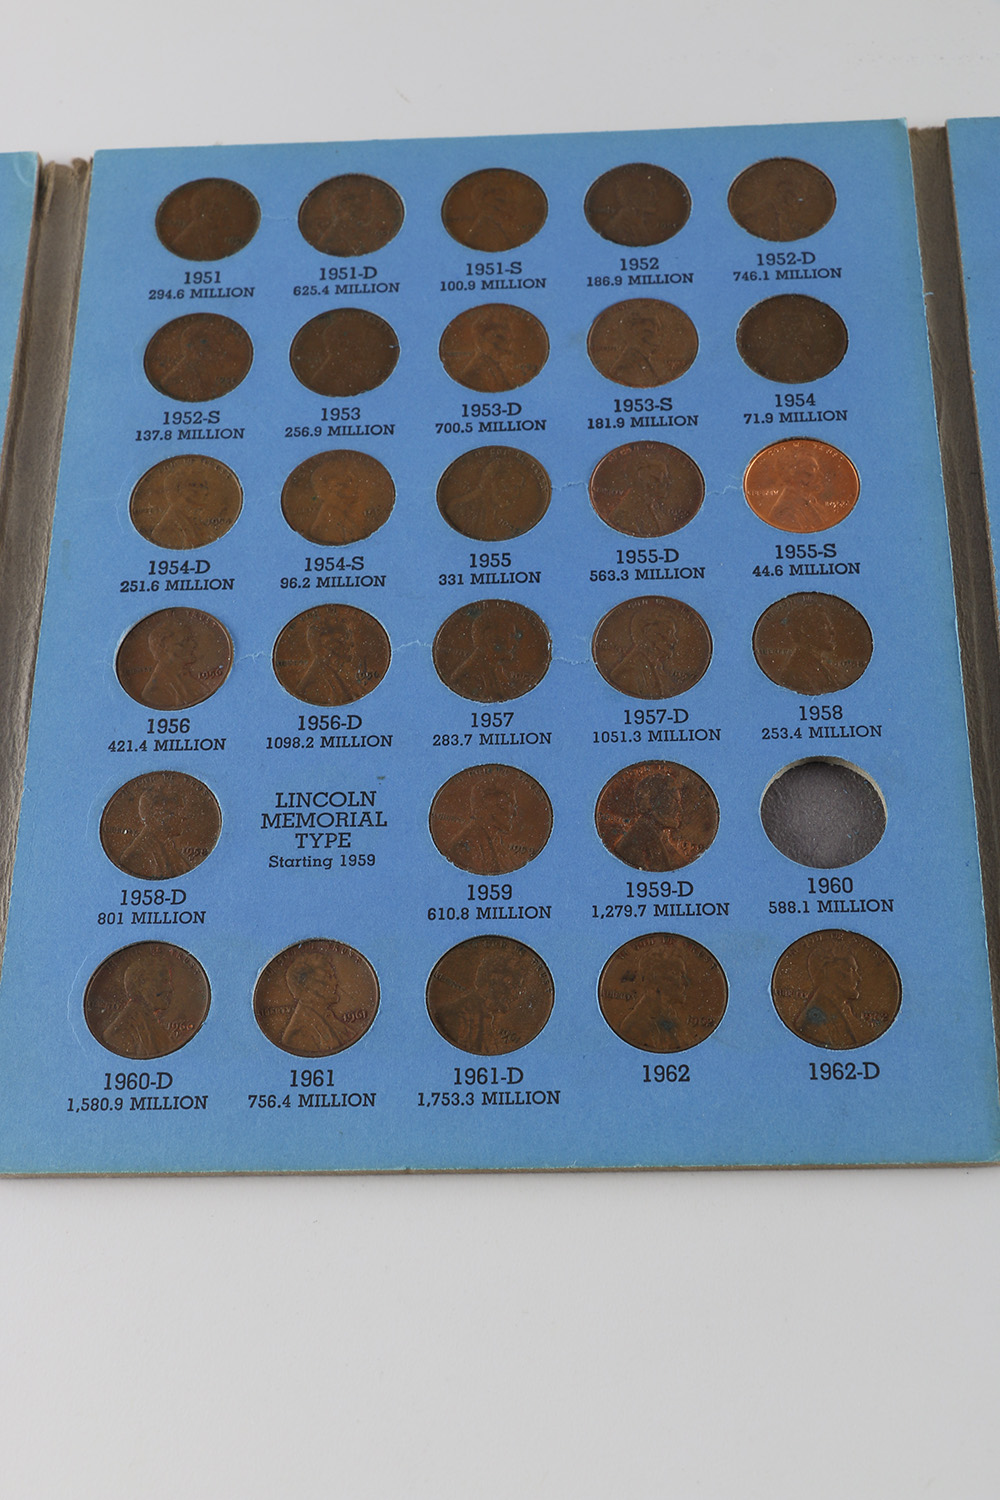 1951
294.6 MILLION
1951-D
625.4 MILLION
1951-S
100.9 MILLION
1952
186.9 MILLION
1952-D
746.1 MILLION
1952-S
137.8 MILLION
1953
256.9 MILLION
1953-D
700.5 MILLION
1953-S
181.9 MILLION
1954
71.9 MILLION
1954-D
251.6 MILLION
1954-S
96.2 MILLION
1955
331 MILLION
1955-D
563.3 MILLION
1955-S
44.6 MILLION
1956
421.4 MILLION
1956-D
1098.2 MILLION
1957
283.7 MILLION
1957-D
1051.3 MILLION
1958
253.4 MILLION
1958-D
801 MILLION
LINCOLN
MEMORIAL
TYPE
Starting 1959
1959
610.8 MILLION
1959-D
1,279.7 MILLION
1960
588.1 MILLION
1960-D
1,580.9 MILLION
1961
1961
756.4 MILLION
1961-D
1,753.3 MILLION
1962
1962-D